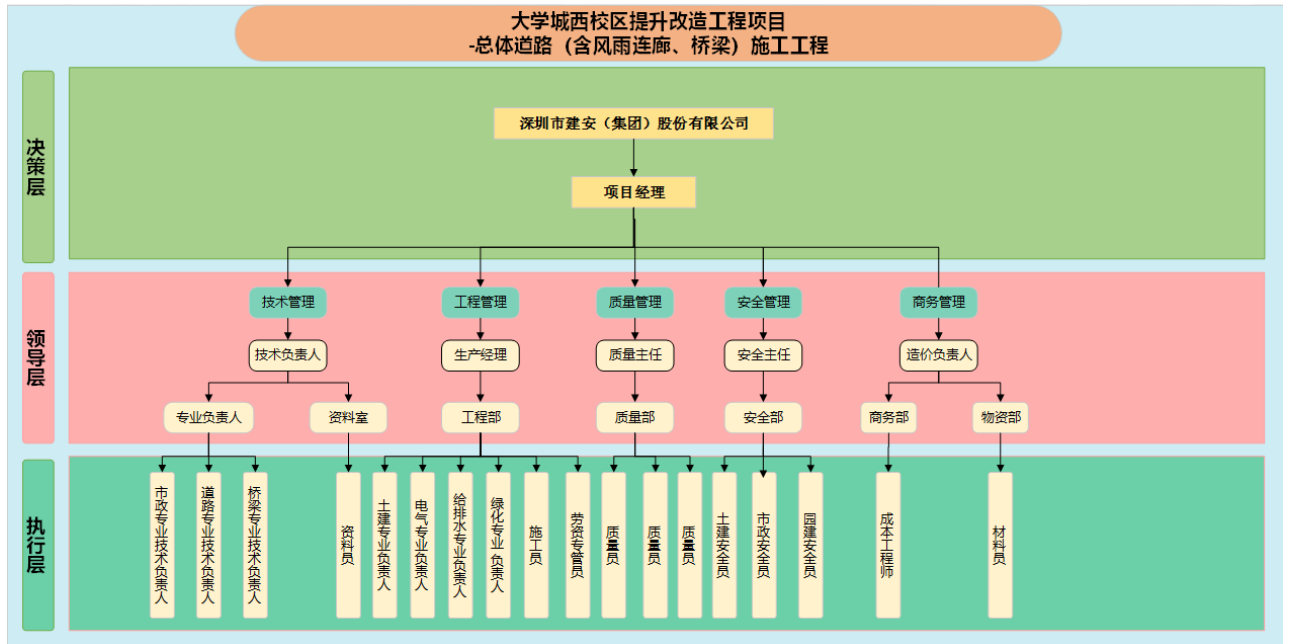 大学城西校区提升改造工程项目
-总体道路（含风雨连廊、桥梁）施工工程
决策层
深圳市建安（集团）股份有限公司
项目经理
领导层
技术管理
工程管理
质量管理
安全管理
商务管理
技术负责人
生产经理
质量主任
安全主任
造价负责人
专业负责人
资料室
工程部
质量部
安全部
商务部
物资部
执行层
市政专业技术负责人
道路专业技术负责人
桥梁专业技术负责人
资料员
土建专业负责人
电气专业负责人
给排水专业负责人
绿化专业 负责人
施工员
劳资专管员
质量员
质量员
质量员
土建安全员
市政安全员
园建安全员
成本工程师
材料员